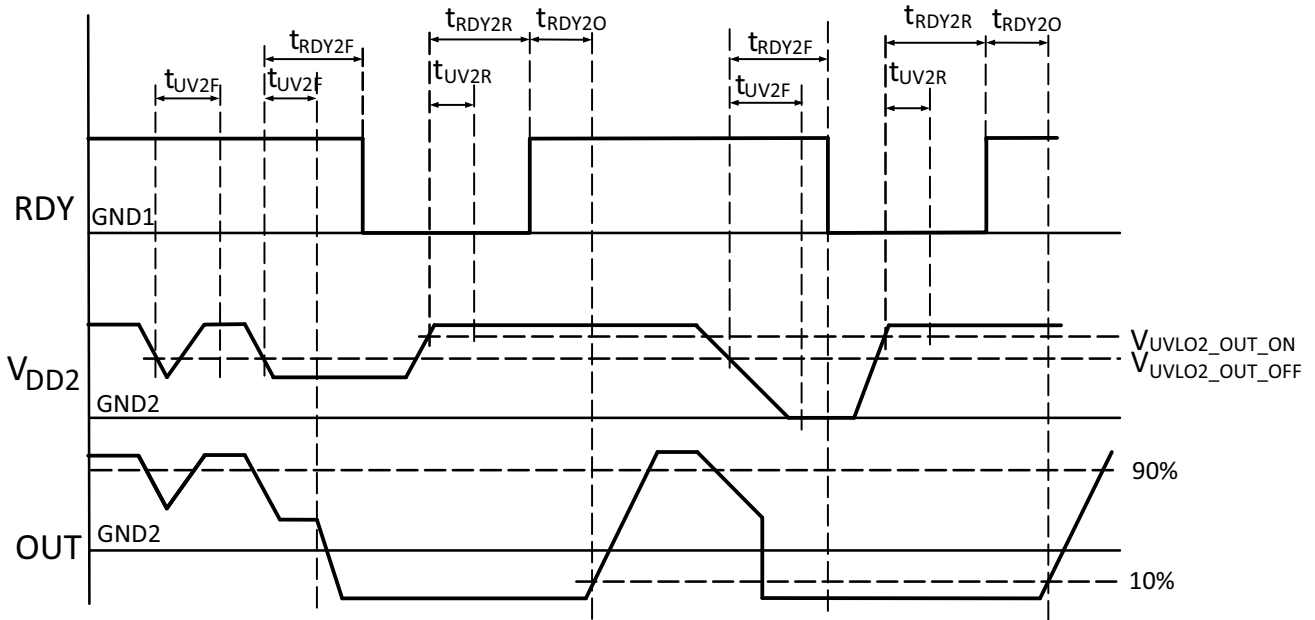 tRDY2R tRDY2O tRDY2R tRDY2O
tRDY2F tRDY2F
tUV2F tUV2F tUV2R tUV2F tUV2R
RDY GND1
VUVLO2_OUT_ON
VDD2 VUVLO2_OUT_OFF
GND2
90%
GND2
OUT
10%